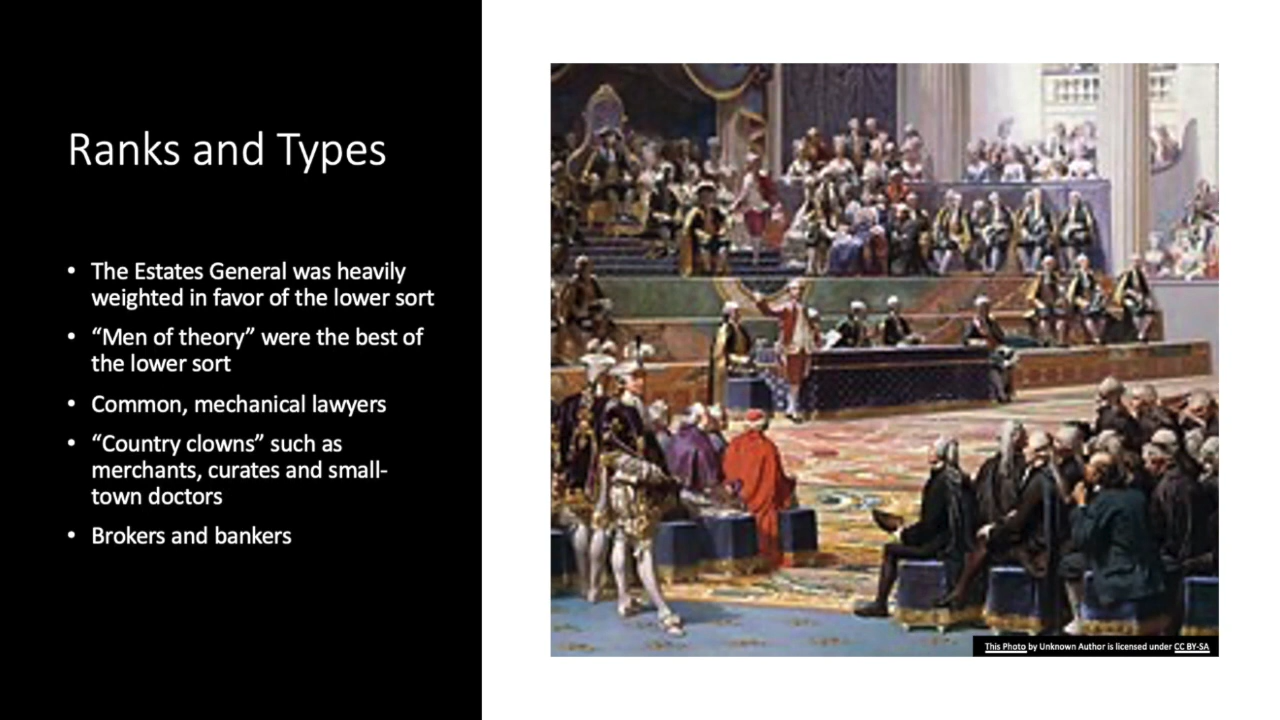 Ranks and Types
• The Estates General was heavily
weighted in favor of the lower sort
• “Men of theory” were the best of
the lower sort
• Common, mechanical lawyers
• “Country clowns” such as
merchants, curates and small-
town doctors
• Brokers and bankers
This Photo by Unknown Author is licensed under CC BY-SA